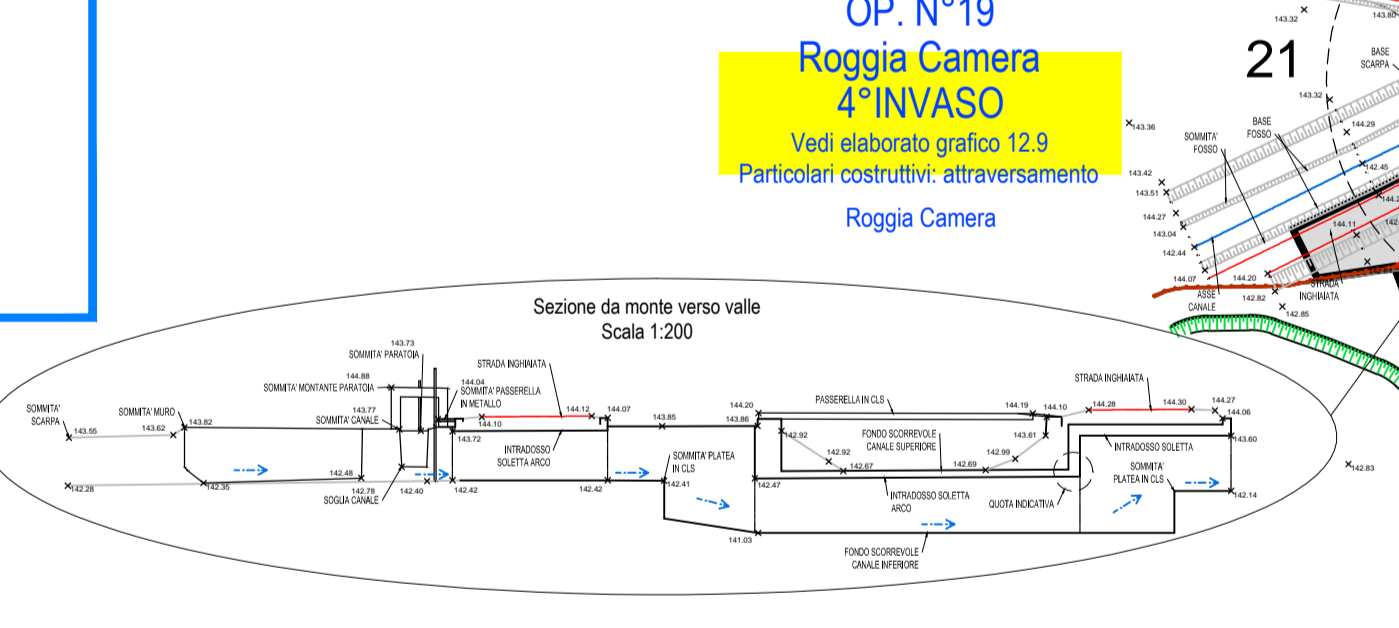 OP. N°19
Roggia Camera
4°INVASO
Vedi elaborato grafico 12.9
Particolari costruttivi: attraversamento
Roggia Camera
21
143.32
143.80
BASE
SCARPA
143.32
144.29
BASE
FOSSO
SOMMITA'
FOSSO
143.36
142.45
143.42
143.51
144.27
143.04
142.44
144.11
144.07
144.20
142.82
142.85
ASSE
CANALE
STRADA
INGHIAIATA
Sezione da monte verso valle
Scala 1:200
143.73
SOMMITA' PARATOIA
STRADA INGHIAIATA
144.88
SOMMITA' MONTANTE PARATOIA
144.04
SOMMITA' PASSERELLA
IN METALLO
SOMMITA'
SCARPA
SOMMITA' MURO
143.77
SOMMITA' CANALE
143.55
143.62
143.82
144.10
144.12
144.07
143.85
143.72
INTRADOSSO
SOLETTA ARCO
142.48
142.28
142.35
142.78
SOGLIA CANALE
142.40
142.42
142.42
142.41
SOMMITA' PLATEA
IN CLS
144.20
143.86
PASSERELLA IN CLS
144.19
144.10
STRADA INGHIAIATA
144.28
144.30
144.27
144.06
142.92
142.92
142.67
FONDO SCORREVOLE
CANALE SUPERIORE
142.69
142.99
143.61
INTRADOSSO SOLETTA
143.60
142.47
INTRADOSSO SOLETTA
ARCO
QUOTA INDICATIVA
SOMMITA'
PLATEA IN CLS
142.14
142.83
141.03
FONDO SCORREVOLE
CANALE INFERIORE